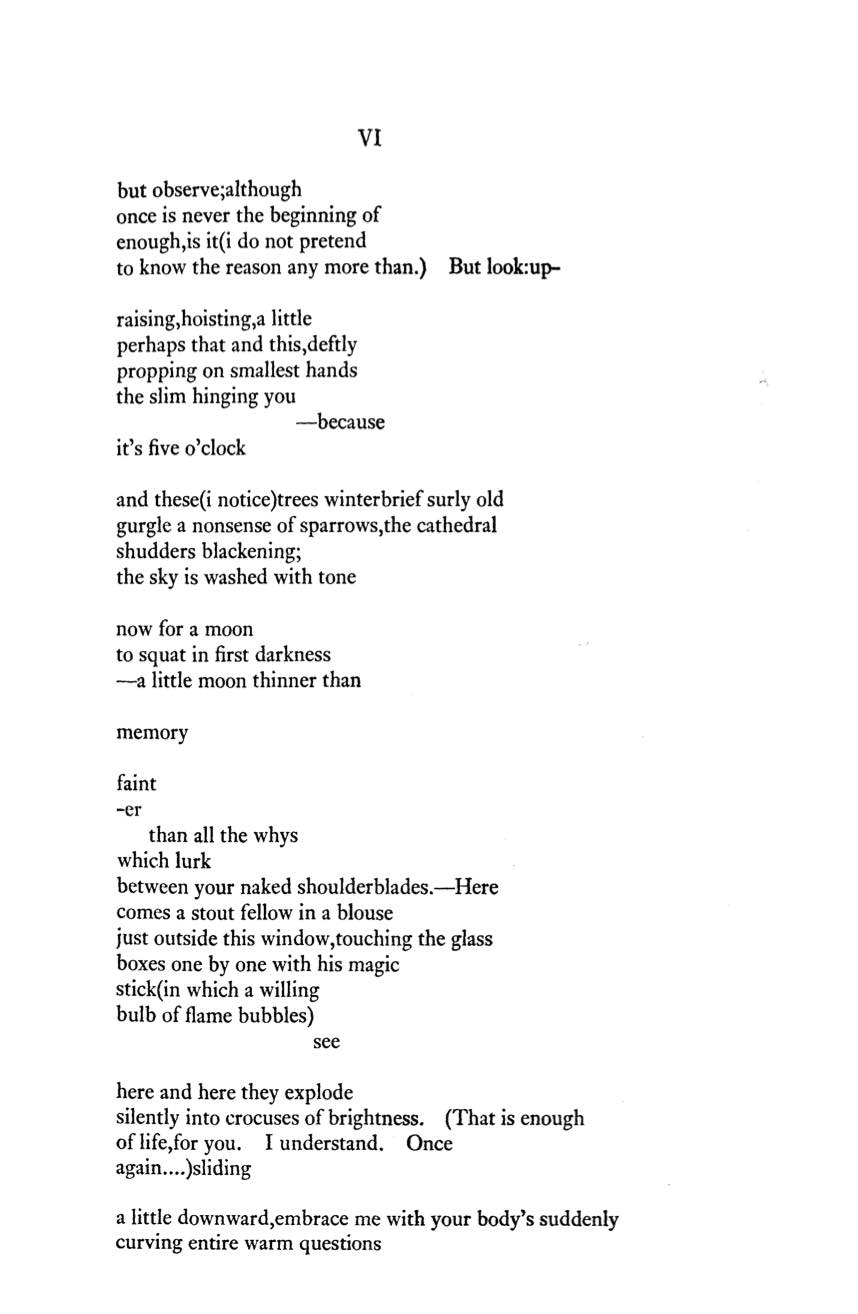 VI
but observe;although
once is never the beginning of
enough,is it(i do not pretend
to know the reason any more than.) But look:up-
raising,hoisting,a little
perhaps that and this,deftly
propping on smallest hands
the slim hinging you
—because
it's five o'clock
and these(i notice)trees winterbrief surly old
gurgle a nonsense of sparrows,the cathedral
shudders blackening;
the sky is washed with tone
now for a moon
to squat in first darkness
—a little moon thinner than
memory
faint
-er
than all the whys
which lurk
between your naked shoulderblades.—Here
comes a stout fellow in a blouse
just outside this window,touching the glass
boxes one by one with his magic
stick(in which a willing
bulb of flame bubbles)
see
here and here they explode
silently into crocuses of brightness. (That is enough
of life,for you. I understand. Once
again....)sliding
a little downward,embrace me with your body's suddenly
curving entire warm questions